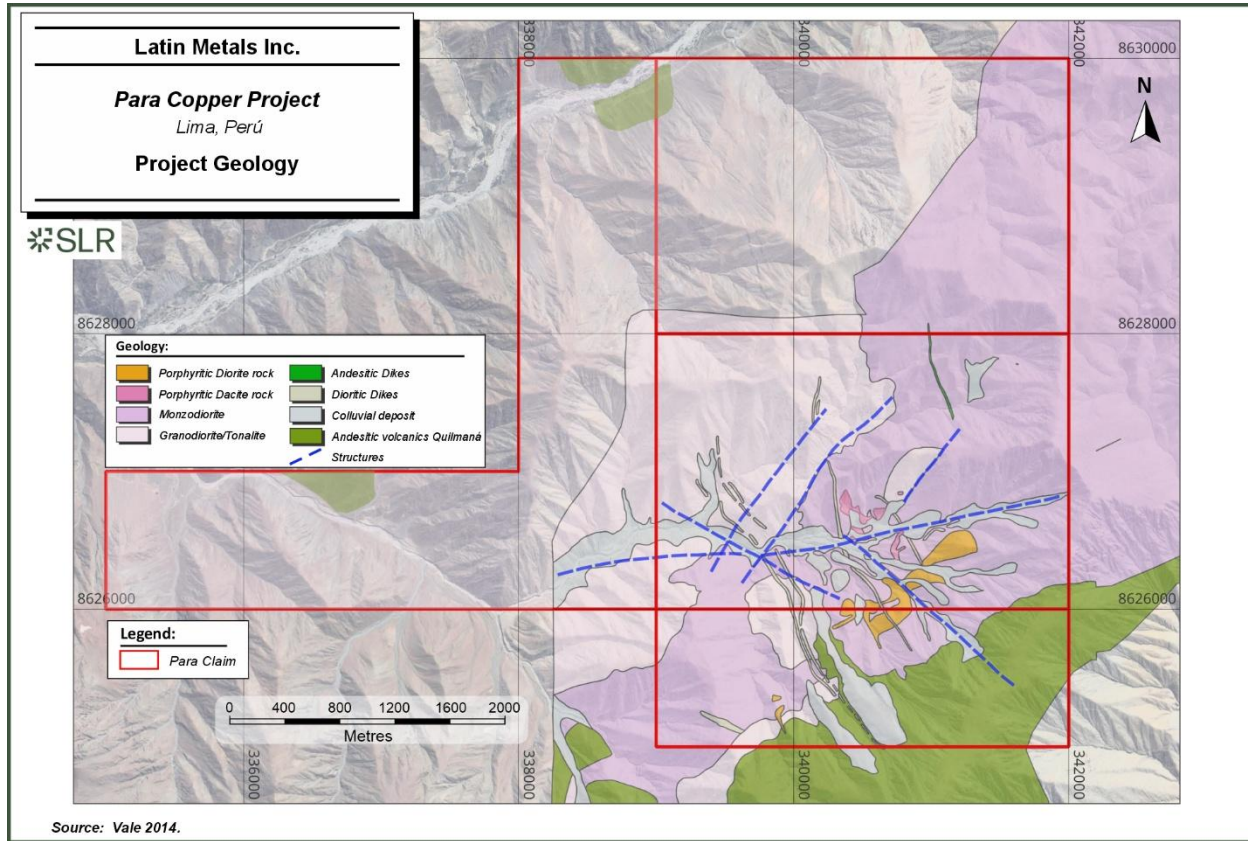 Latin Metals Inc.
Para Copper Project
Lima, Perú
Project Geology
SLR
338000
340000
342000
8630000
N
8628000
8628000
Geology:
Porphyritic Diorite rock
Andesitic Dikes
Porphyritic Dacite rock
Dioritic Dikes
Monzodiorite
Colluvial deposit
Granodiorite/Tonalite
Andesitic volcanics Quilmaná
Structures
8626000
8626000
Legend:
Para Claim
0 400 800 1200 1600 2000
Metres
336000
338000
340000
342000
Source: Vale 2014.